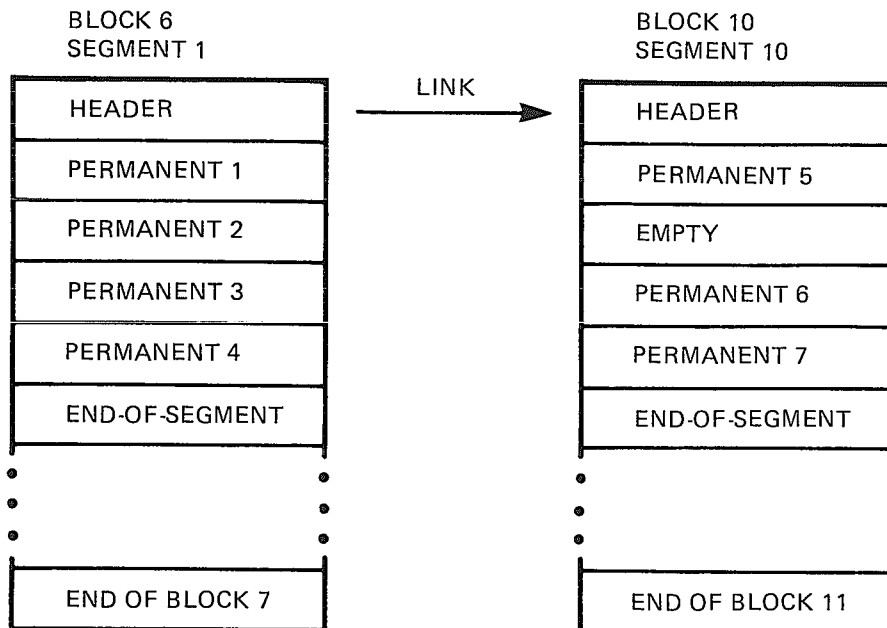 BLOCK 6
SEGMENT 1
HEADER
PERMANENT 1
PERMANENT 2
PERMANENT 3
PERMANENT 4
END-OF-SEGMENT
END OF BLOCK 7
LINK
BLOCK 10
SEGMENT 10
HEADER
PERMANENT 5
EMPTY
PERMANENT 6
PERMANENT 7
END-OF-SEGMENT
END OF BLOCK 11